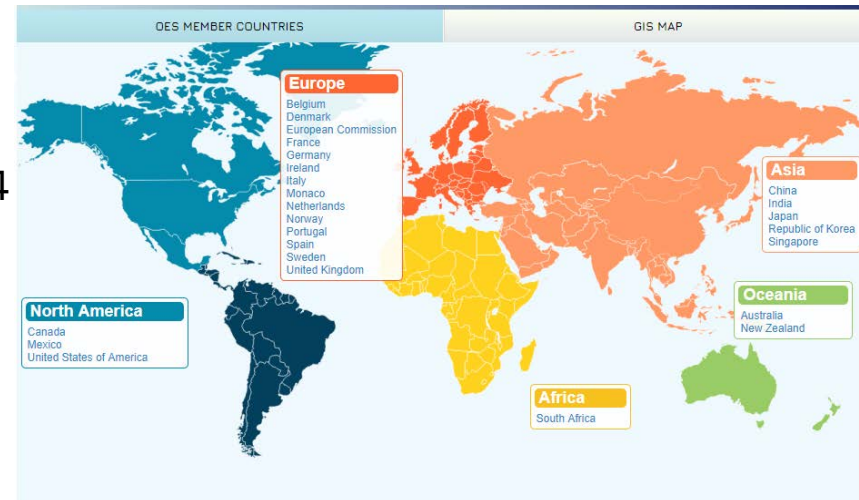 OES MEMBER COUNTRIES
GIS MAP
4
Europe
Belgium
Denmark
European Commission
France
Germany
Ireland
Italy
Monaco
Netherlands
Norway
Portugal
Spain
Sweden
United Kingdom
Asia
China
India
Japan
Republic of Korea
Singapore
North America
Canada
Mexico
United States of America
Oceania
Australia
New Zealand
Africa
South Africa